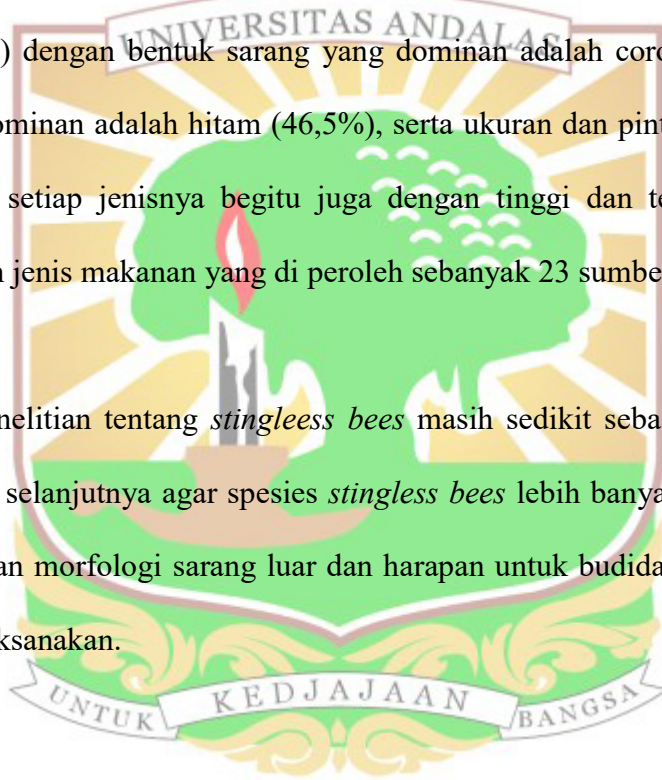 UNIVERSITAS ANDALAS
) dengan bentuk sarang yang dominan adalah coro
ominan adalah hitam (46,5%), serta ukuran dan pint
setiap jenisnya begitu juga dengan tinggi dan te
n jenis makanan yang di peroleh sebanyak 23 sumbe
nelitian tentang stingleess bees masih sedikit seba
selanjutnya agar spesies stingless bees lebih banya
an morfologi sarang luar dan harapan untuk budida
ksanakan.
UNTUK KEDJAJAAN BANGSA